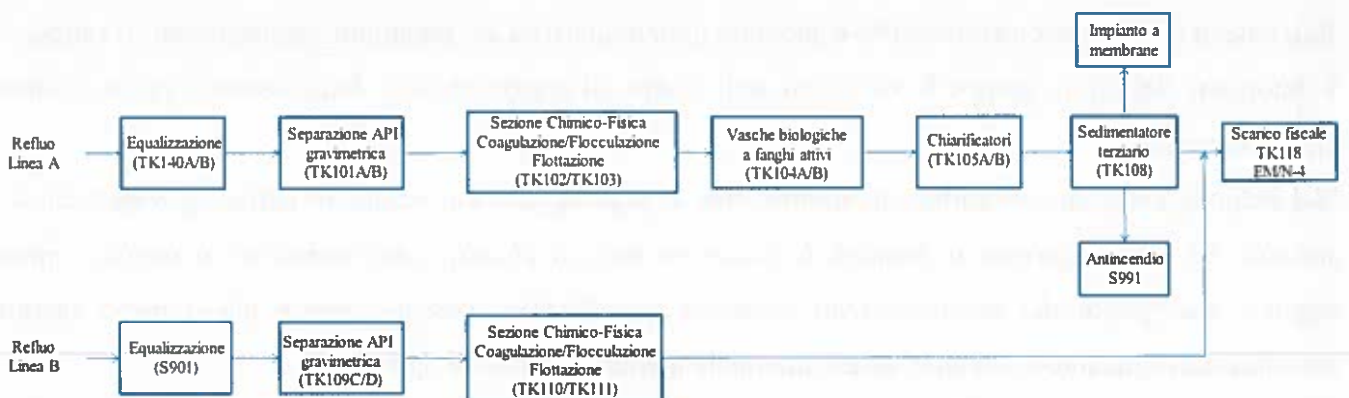 Impianto a
membrane
Refluo
Linea A
Equalizzazione
(TK140A/B)
Separazione API
gravimetrica
(TK101A/B)
Sezione Chimico-Fisica
Coagulazione/Flocculazione
Flottazione
(TK102/TK103)
Vasche biologiche
a fanghi attivi
(TK104A/B)
Chiarificatori
(TK105A/B)
Sedimentatore
terziario
(TK108)
Scarico fiscale
TK118
EM/N-4
Antincendio
S991
Refluo
Linea B
Equalizzazione
(S901)
Separazione API
gravimetrica
(TK109C/D)
Sezione Chimico-Fisica
Coagulazione/Flocculazione
Flottazione
(TK110/TK111)